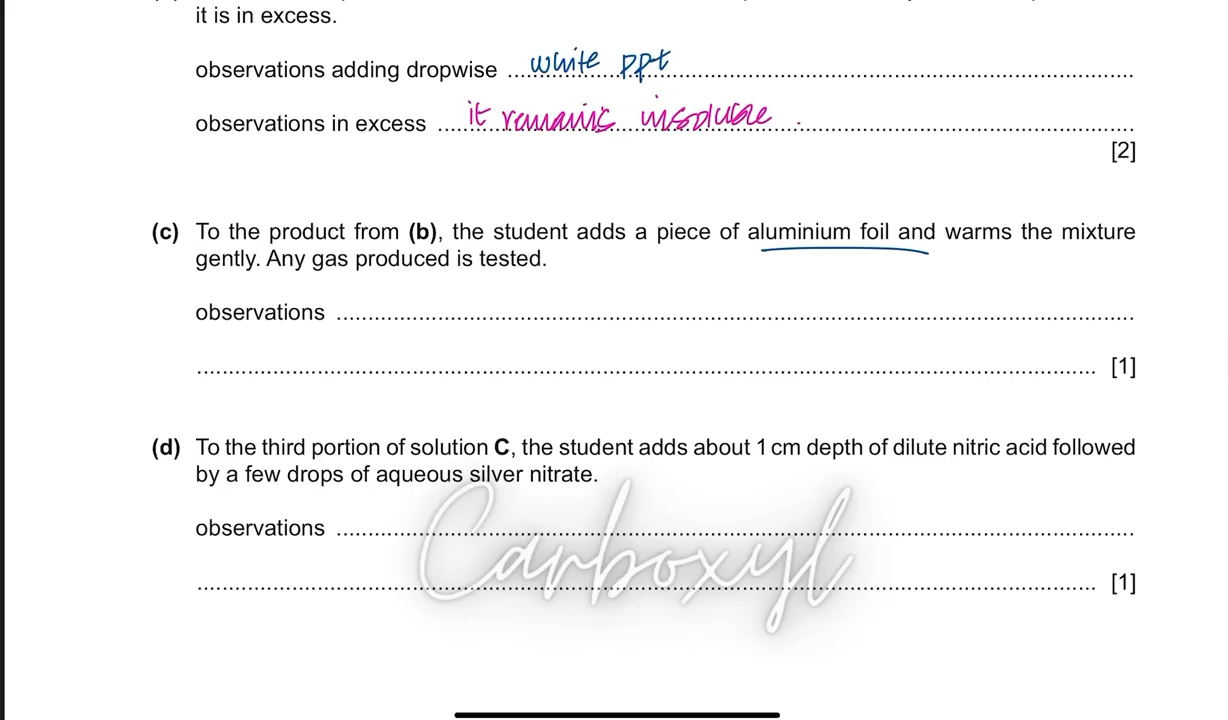 it is in excess.
observations adding dropwise white ppt
observations in excess it remains insoluble .
[2]
(c) To the product from (b), the student adds a piece of aluminium foil and warms the mixture
gently. Any gas produced is tested.
observations
[1]
(d) To the third portion of solution C, the student adds about 1 cm depth of dilute nitric acid followed
by a few drops of aqueous silver nitrate.
observations
Carboxyl
[1]